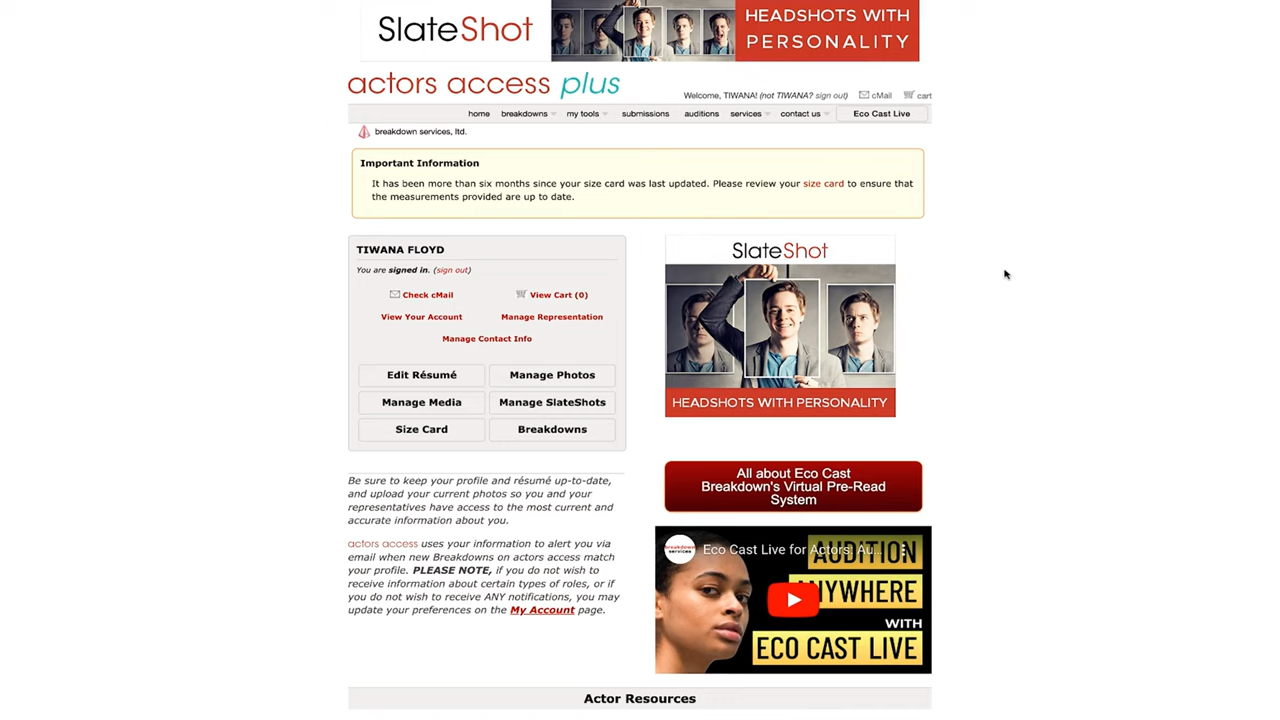 SlateShot
HEADSHOTS WITH
PERSONALITY
actors access plus
Welcome, TIWANA! (not TIWANA? sign out) cMail cart
home breakdowns my tools submissions auditions services contact us Eco Cast Live
breakdown services, ltd.
Important Information
It has been more than six months since your size card was last updated. Please review your size card to ensure that
the measurements provided are up to date.
TIWANA FLOYD
You are signed in. (sign out)
Check cMail View Cart (0)
View Your Account Manage Representation
Manage Contact Info
Edit Résumé Manage Photos
Manage Media Manage SlateShots
Size Card Breakdowns
Be sure to keep your profile and résumé up-to-date,
and upload your current photos so you and your
representatives have access to the most current and
accurate information about you.
actors access uses your information to alert you via
email when new Breakdowns on actors access match
your profile. PLEASE NOTE, if you do not wish to
receive information about certain types of roles, or if
you do not wish to receive ANY notifications, you may
update your preferences on the My Account page.
SlateShot
HEADSHOTS WITH PERSONALITY
All about Eco Cast
Breakdown's Virtual Pre-Read
System
breakdown
services
Eco Cast Live for Actors: Au...
AUDITION
ANYWHERE
WITH
ECO CAST LIVE
Actor Resources